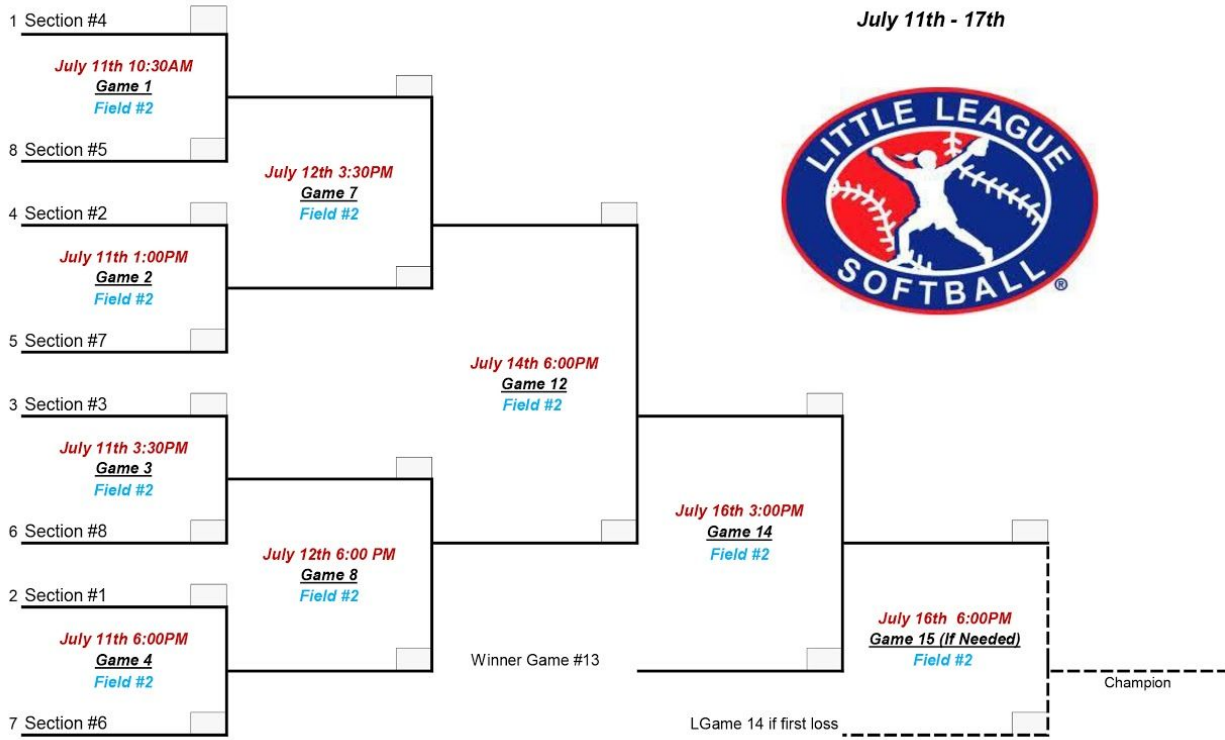 July 11th - 17th
LITTLE LEAGUE
SOFTBALL
®
1 Section #4
July 11th 10:30AM
Game 1
Field #2
8 Section #5
July 12th 3:30PM
Game 7
Field #2
4 Section #2
July 11th 1:00PM
Game 2
Field #2
5 Section #7
July 14th 6:00PM
Game 12
Field #2
3 Section #3
July 11th 3:30PM
Game 3
Field #2
6 Section #8
July 12th 6:00 PM
Game 8
Field #2
2 Section #1
July 11th 6:00PM
Game 4
Field #2
7 Section #6
July 16th 3:00PM
Game 14
Field #2
Winner Game #13
July 16th 6:00PM
Game 15 (If Needed)
Field #2
LGame 14 if first loss
Champion